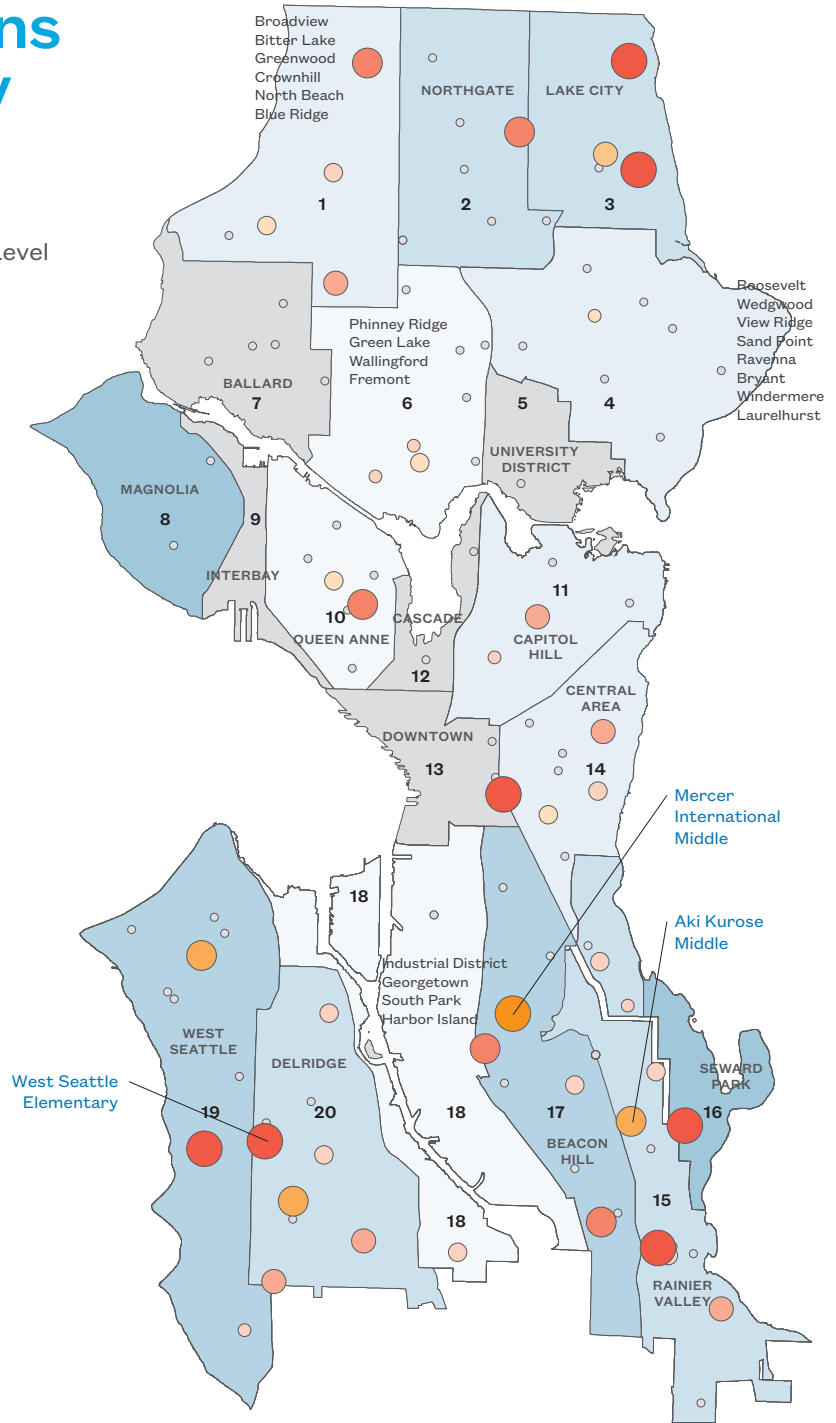 ns
y
Level
Broadview
Bitter Lake
Greenwood
Crownhill
North Beach
Blue Ridge
NORTHGATE
LAKE CITY
1
2
3
Roosevelt
Wedgwood
View Ridge
Sand Point
Ravenna
Bryant
Windermere
Laurelhurst
Phinney Ridge
Green Lake
Wallingford
Fremont
BALLARD
7
6
5
4
UNIVERSITY
DISTRICT
MAGNOLIA
8
9
INTERBAY
10
QUEEN ANNE
CASCADE
12
11
CAPITOL
HILL
CENTRAL
AREA
14
DOWNTOWN
13
Mercer
International
Middle
18
Aki Kurose
Middle
Industrial District
Georgetown
South Park
Harbor Island
WEST
SEATTLE
19
DELRIDGE
20
West Seattle
Elementary
18
17
BEACON
HILL
SEWARD
PARK
16
15
18
RAINIER
VALLEY